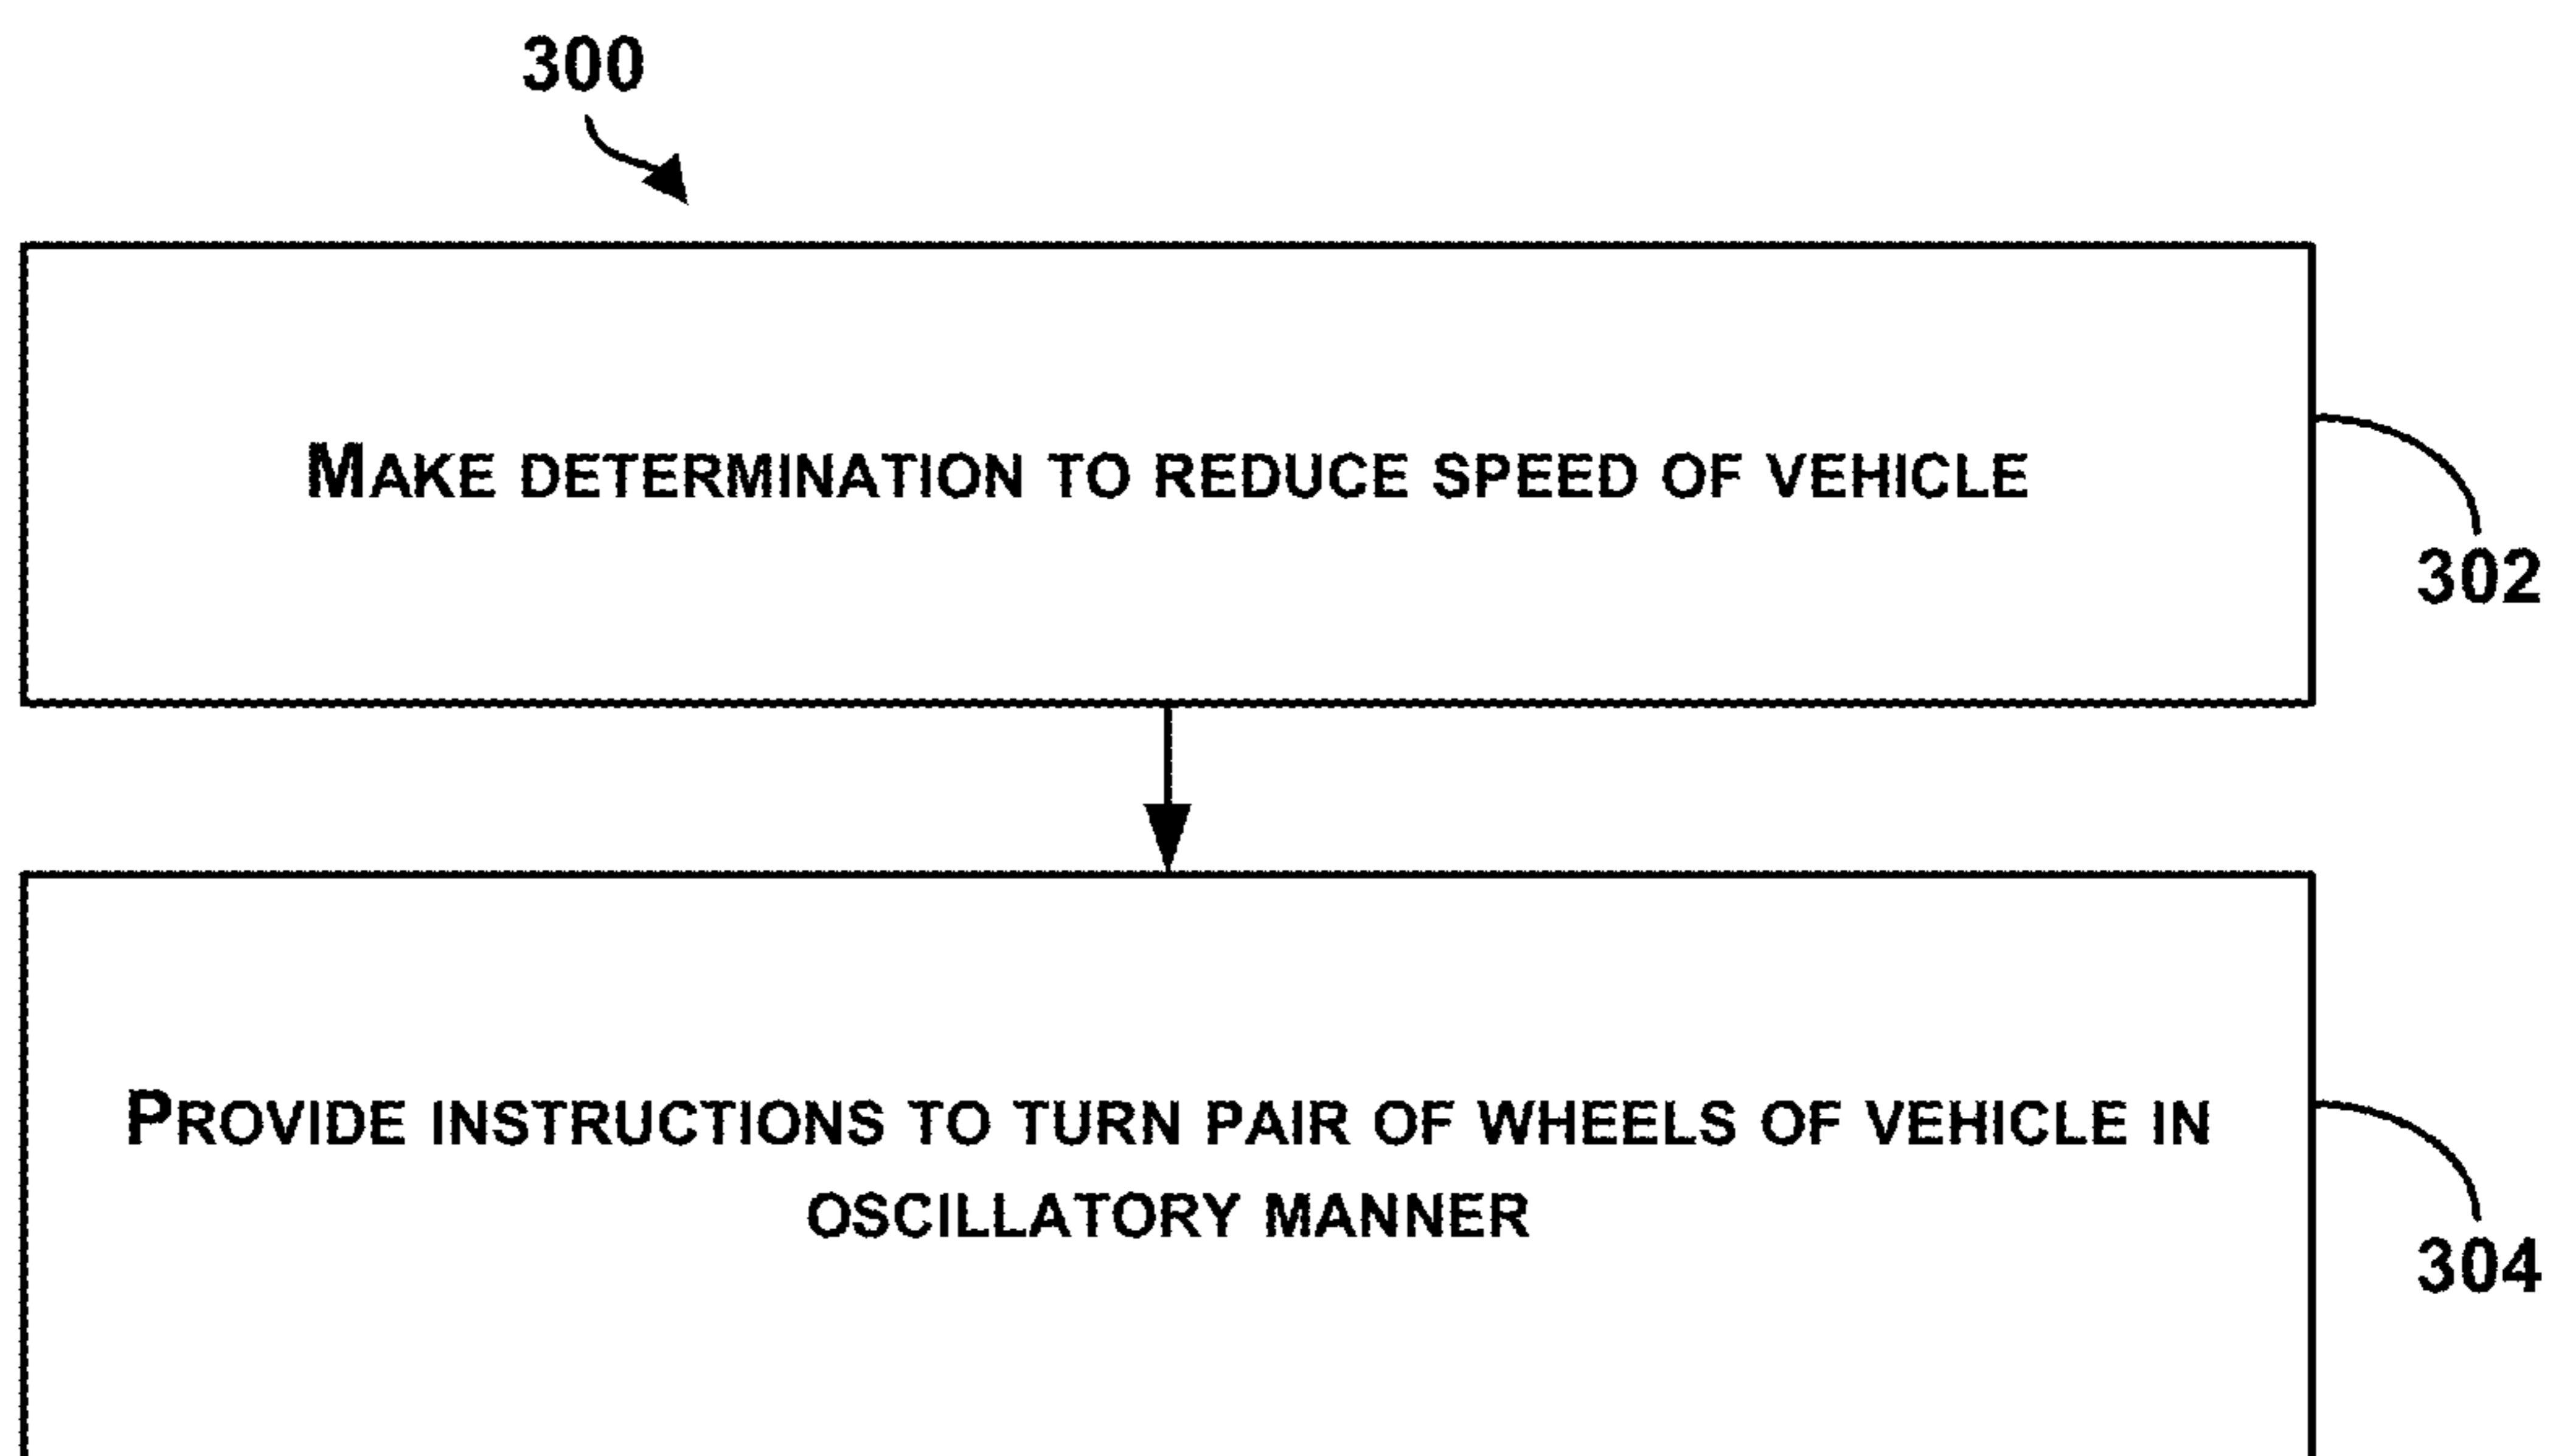 300
MAKE DETERMINATION TO REDUCE SPEED OF VEHICLE
302
PROVIDE INSTRUCTIONS TO TURN PAIR OF WHEELS OF VEHICLE IN
OSCILLATORY MANNER
304